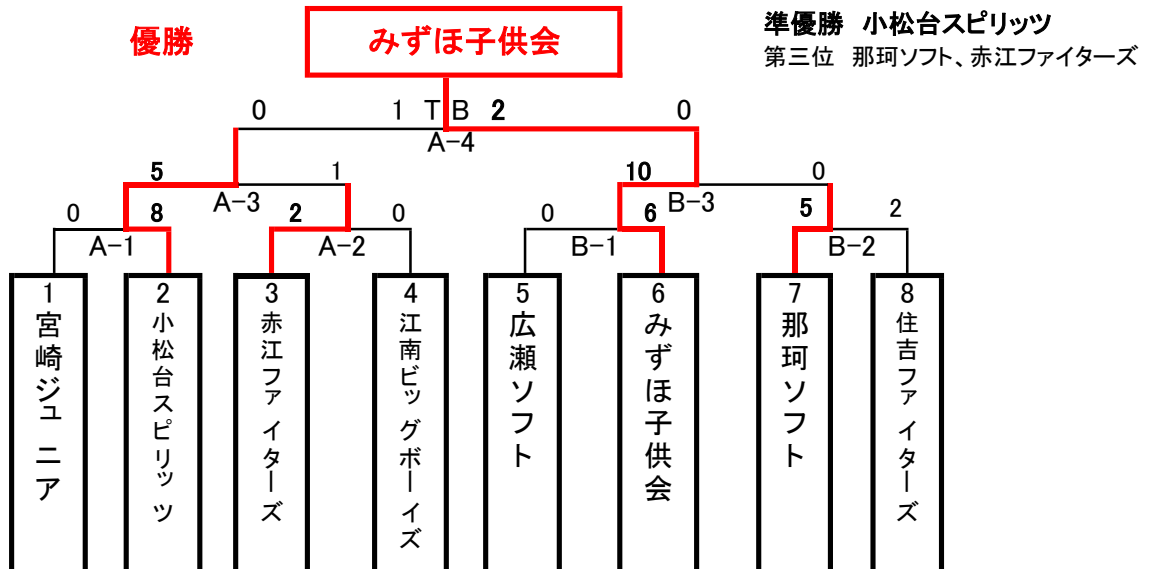 優勝
みずほ子供会
準優勝 小松台スピリッツ
第三位 那珂ソフト、赤江ファイターズ
0 1 T B 2 0
A-4
5 1 10 0
A-3 B-3
0 8 2 0 0 6 5 2
A-1 A-2 B-1 B-2
1 宮崎ジュニア
2 小松台スピリッツ
3 赤江ファイターズ
4 江南ビッグボーイズ
5 広瀬ソフト
6 みずほ子供会
7 那珂ソフト
8 住吉ファイターズ